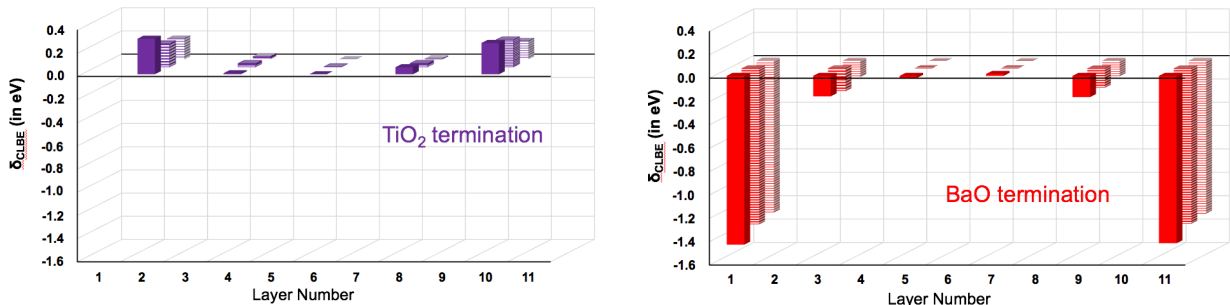 0.4
0.2
0.0
-0.2
-0.4
-0.6
-0.8
-1.0
-1.2
-1.4
-1.6
δCLBE (in eV)
TiO2 termination
1 2 3 4 5 6 7 8 9 10 11
Layer Number
0.4
0.2
0.0
-0.2
-0.4
-0.6
-0.8
-1.0
-1.2
-1.4
-1.6
δCLBE (in eV)
BaO termination
1 2 3 4 5 6 7 8 9 10 11
Layer Number